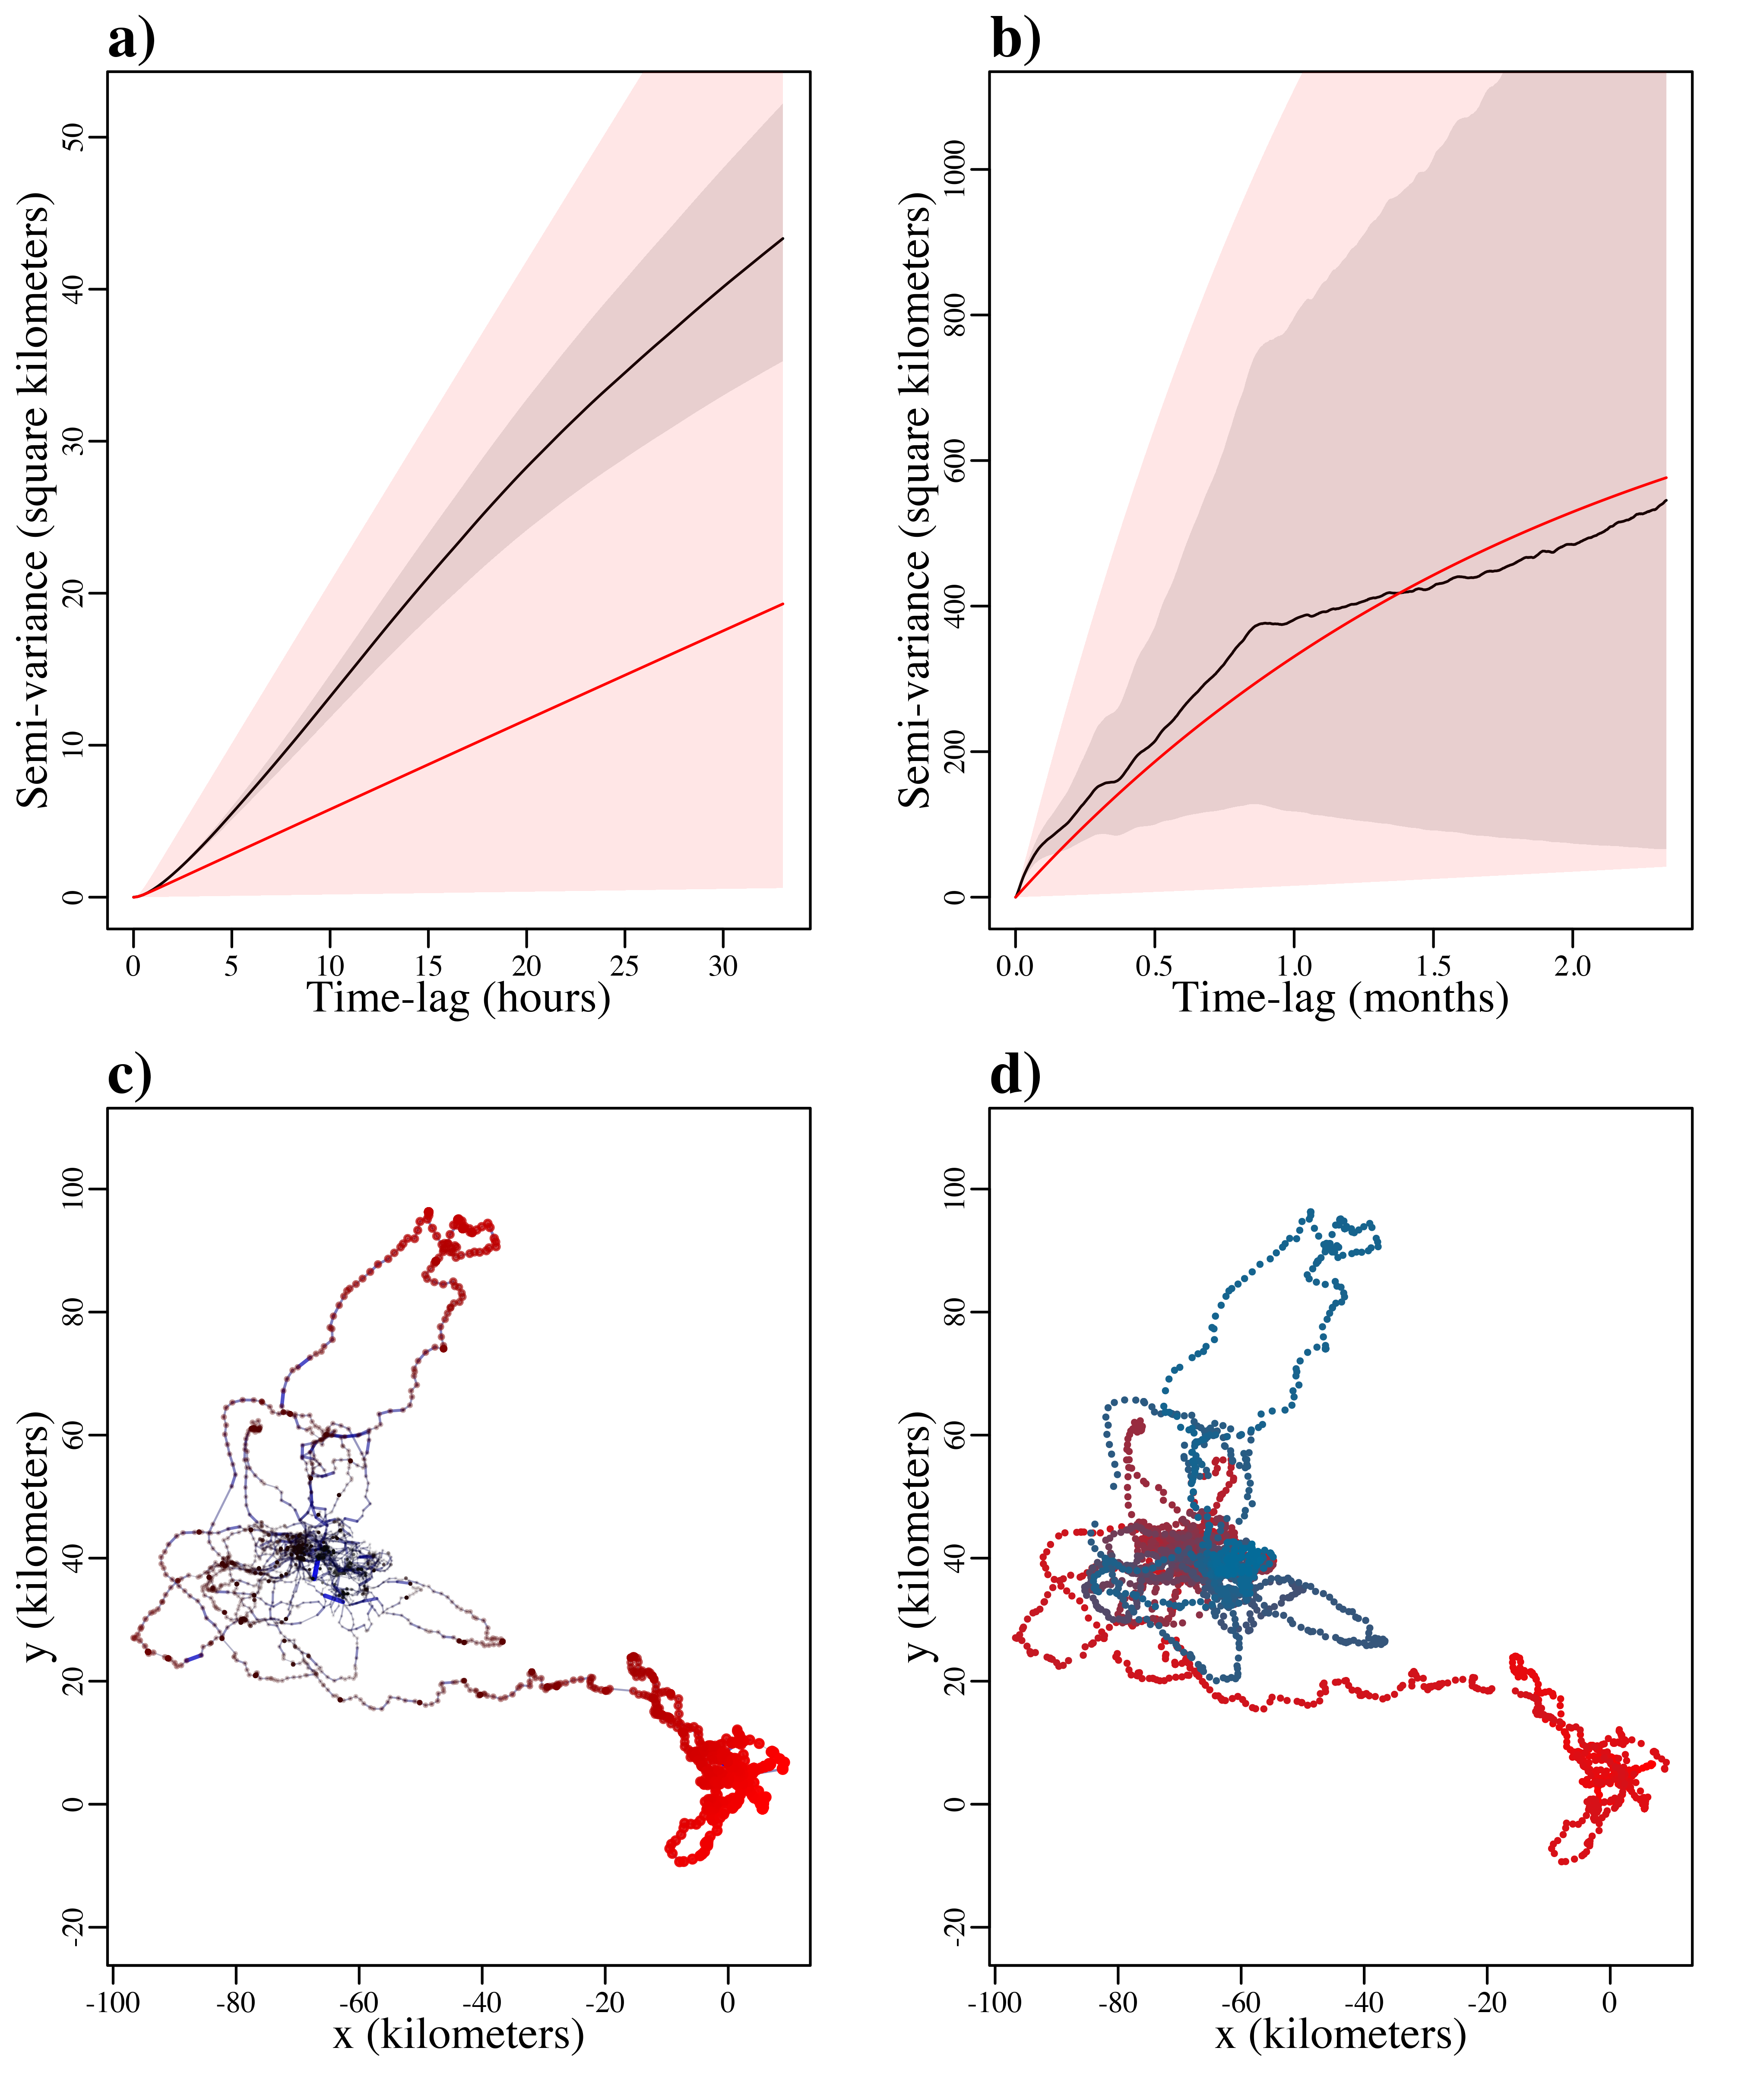 a)
Semi-variance (square kilometers)
50
40
30
20
10
0
0 5 10 15 20 25 30
Time-lag (hours)
b)
Semi-variance (square kilometers)
1000
800
600
400
200
0
0.0 0.5 1.0 1.5 2.0
Time-lag (months)
c)
y (kilometers)
100
80
60
40
20
0
-20
-100 -80 -60 -40 -20 0
x (kilometers)
d)
y (kilometers)
100
80
60
40
20
0
-20
-100 -80 -60 -40 -20 0
x (kilometers)